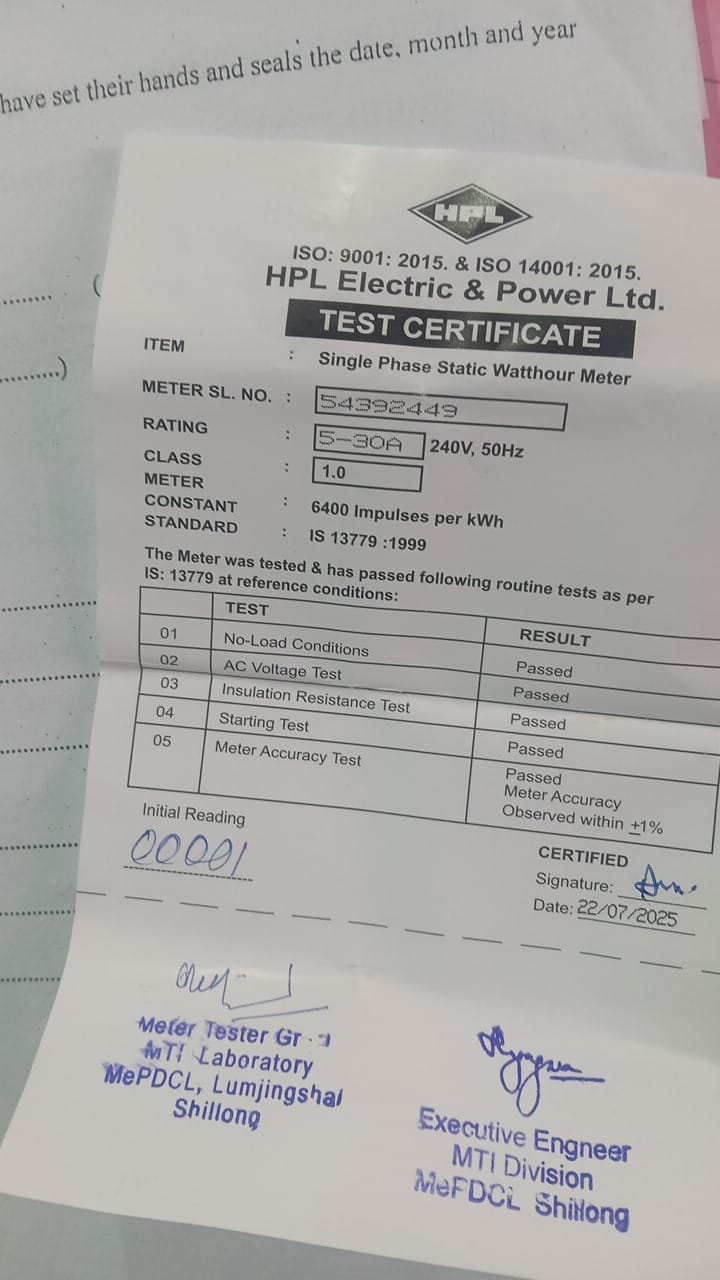 have set their hands and seals the date, month and year
HPL
ISO: 9001: 2015. & ISO 14001: 2015.
HPL Electric & Power Ltd.
TEST CERTIFICATE
ITEM : Single Phase Static Watthour Meter
METER SL. NO. : 54392449
RATING : 5-30A 240V, 50Hz
CLASS : 1.0
METER
CONSTANT : 6400 Impulses per kWh
STANDARD : IS 13779 :1999
The Meter was tested & has passed following routine tests as per
IS: 13779 at reference conditions:
TEST RESULT
01 No-Load Conditions Passed
02 AC Voltage Test Passed
03 Insulation Resistance Test Passed
04 Starting Test Passed
05 Meter Accuracy Test Passed
Meter Accuracy
Observed within ±1%
Initial Reading
00001
CERTIFIED
Signature:
Date: 22/07/2025
Meter Tester Gr
MTI Laboratory
MePDCL, Lumjingshai
Shillong
Executive Engneer
MTI Division
MePDCL Shillong